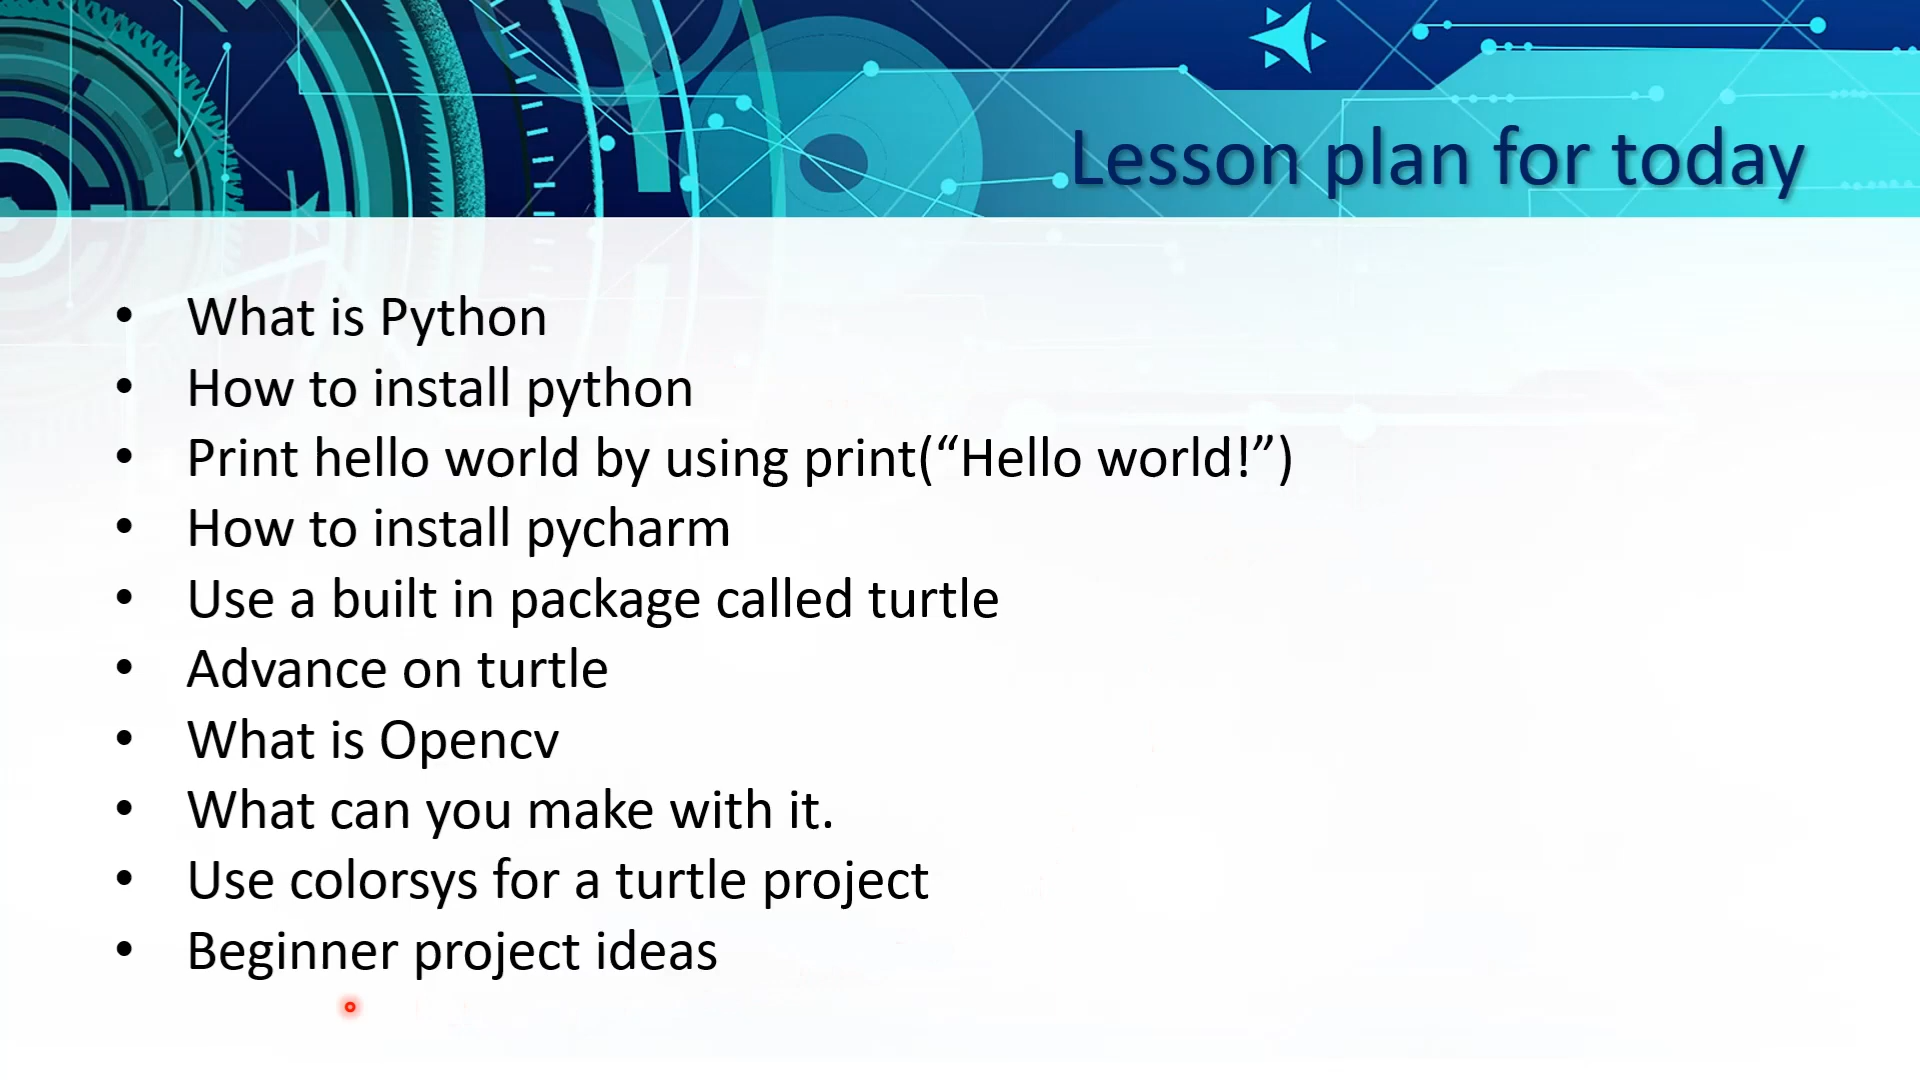 Lesson plan for today
• What is Python
• How to install python
• Print hello world by using print(“Hello world!”)
• How to install pycharm
• Use a built in package called turtle
• Advance on turtle
• What is Opencv
• What can you make with it.
• Use colorsys for a turtle project
• Beginner project ideas